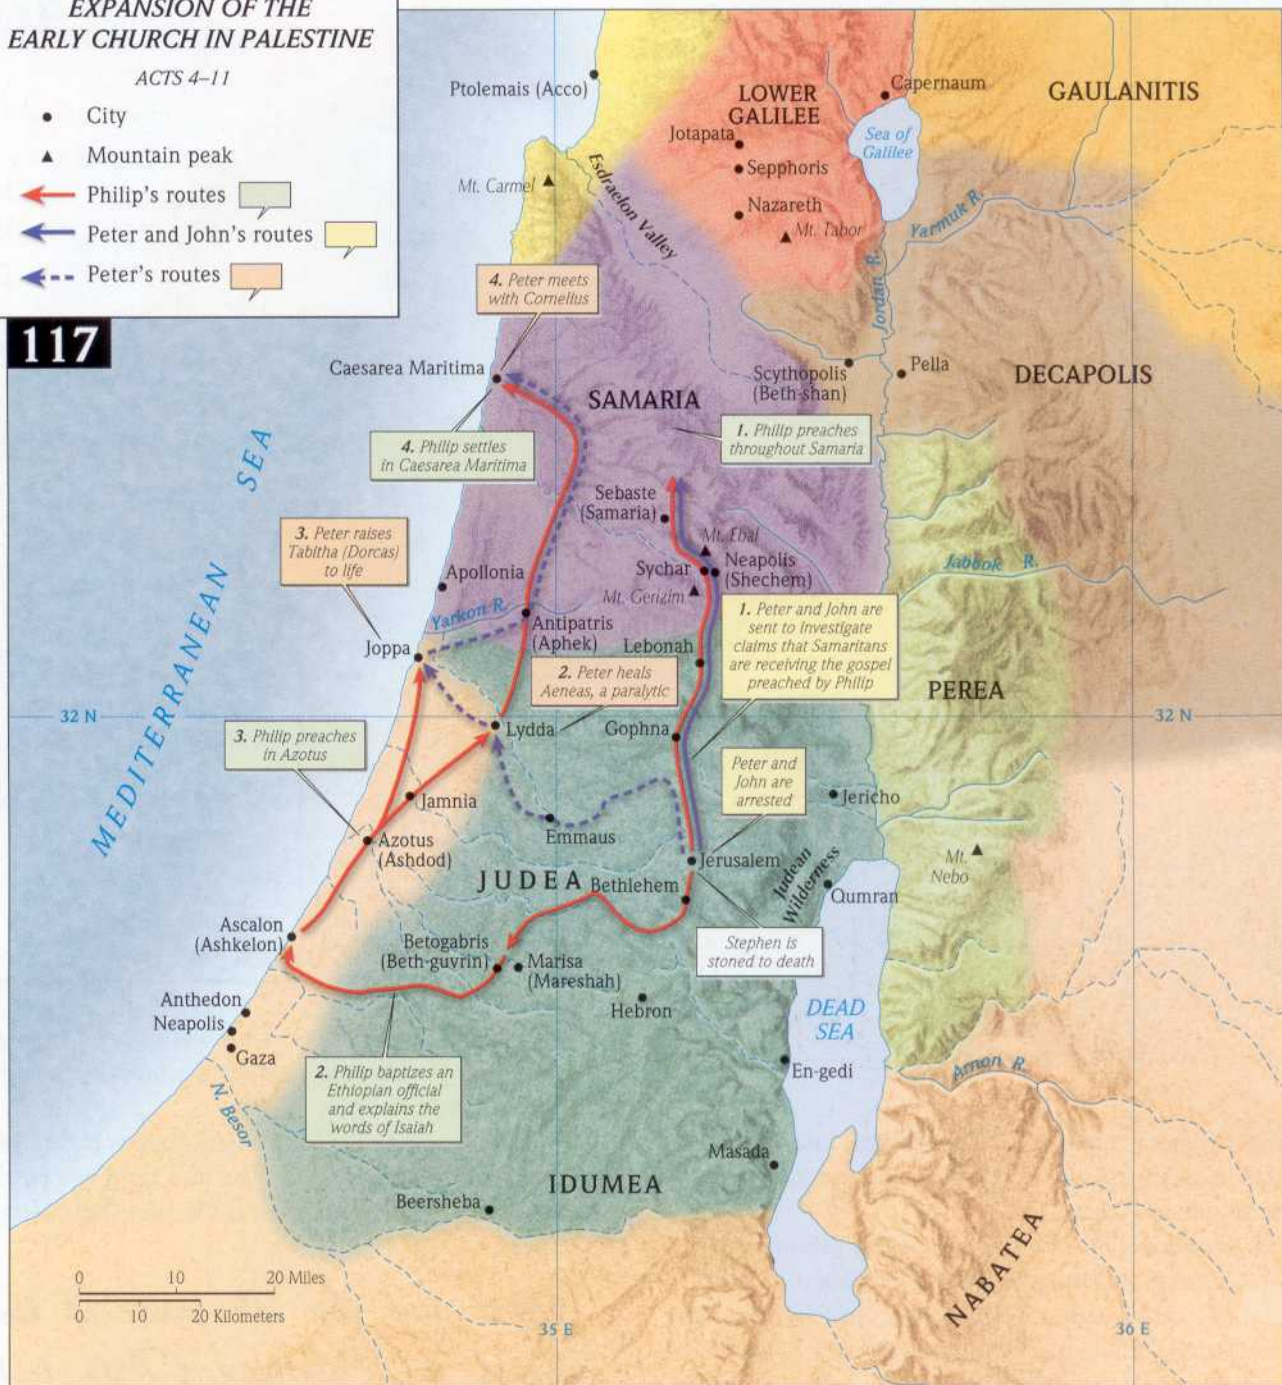 EXPANSION OF THE
EARLY CHURCH IN PALESTINE
ACTS 4–11
City
Mountain peak
Philip's routes
Peter and John's routes
Peter's routes
117
Ptolemais (Acco)
LOWER
GALILEE
Capernaum
GAULANITIS
Jotapata
Sea of
Galilee
Sepphoris
Mt. Carmel
Esdraelon Valley
Nazareth
Mt. Tabor
Yarmuk R.
Jordan R.
4. Peter meets
with Cornelius
Caesarea Maritima
Scythopolis
(Beth-shan)
Pella
DECAPOLIS
SAMARIA
4. Philip settles
in Caesarea Maritima
1. Philip preaches
throughout Samaria
MEDITERRANEAN SEA
Sebaste
(Samaria)
3. Peter raises
Tabitha (Dorcas)
to life
Mt. Ebal
Apollonia
Sychar
Neapolis
(Shechem)
Jabbok R.
Mt. Gerizim
Yarkon R.
Antipatris
(Aphek)
1. Peter and John are
sent to investigate
claims that Samaritans
are receiving the gospel
preached by Philip
Joppa
Lebonah
2. Peter heals
Aeneas, a paralytic
PEREA
32 N
32 N
Lydda
Gophna
3. Philip preaches
in Azotus
Peter and
John are
arrested
Jamnia
Jericho
Emmaus
Azotus
(Ashdod)
Jerusalem
Mt.
Nebo
JUDEA
Bethlehem
Judean
Wilderness
Qumran
Ascalon
(Ashkelon)
Betogabris
(Beth-guvrin)
Marisa
(Mareshah)
Stephen is
stoned to death
Anthedon
Hebron
DEAD
SEA
Neapolis
Gaza
En-gedi
Arnon R.
2. Philip baptizes an
Ethiopian official
and explains the
words of Isaiah
N. Besor
Masada
IDUMEA
Beersheba
NABATEA
0 10 20 Miles
0 10 20 Kilometers
35 E
36 E